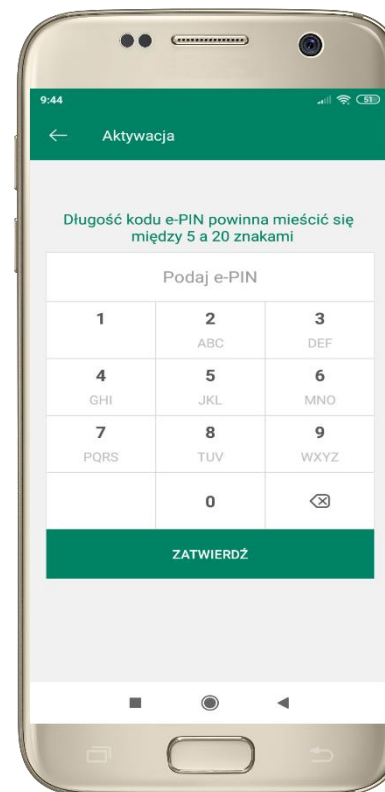 9:44
51
Aktywacja
Długość kodu e-PIN powinna mieścić się
między 5 a 20 znakami
Podaj e-PIN
1 2 3
ABC DEF
4 5 6
GHI JKL MNO
7 8 9
PQRS TUV WXYZ
0
ZATWIERDŹ